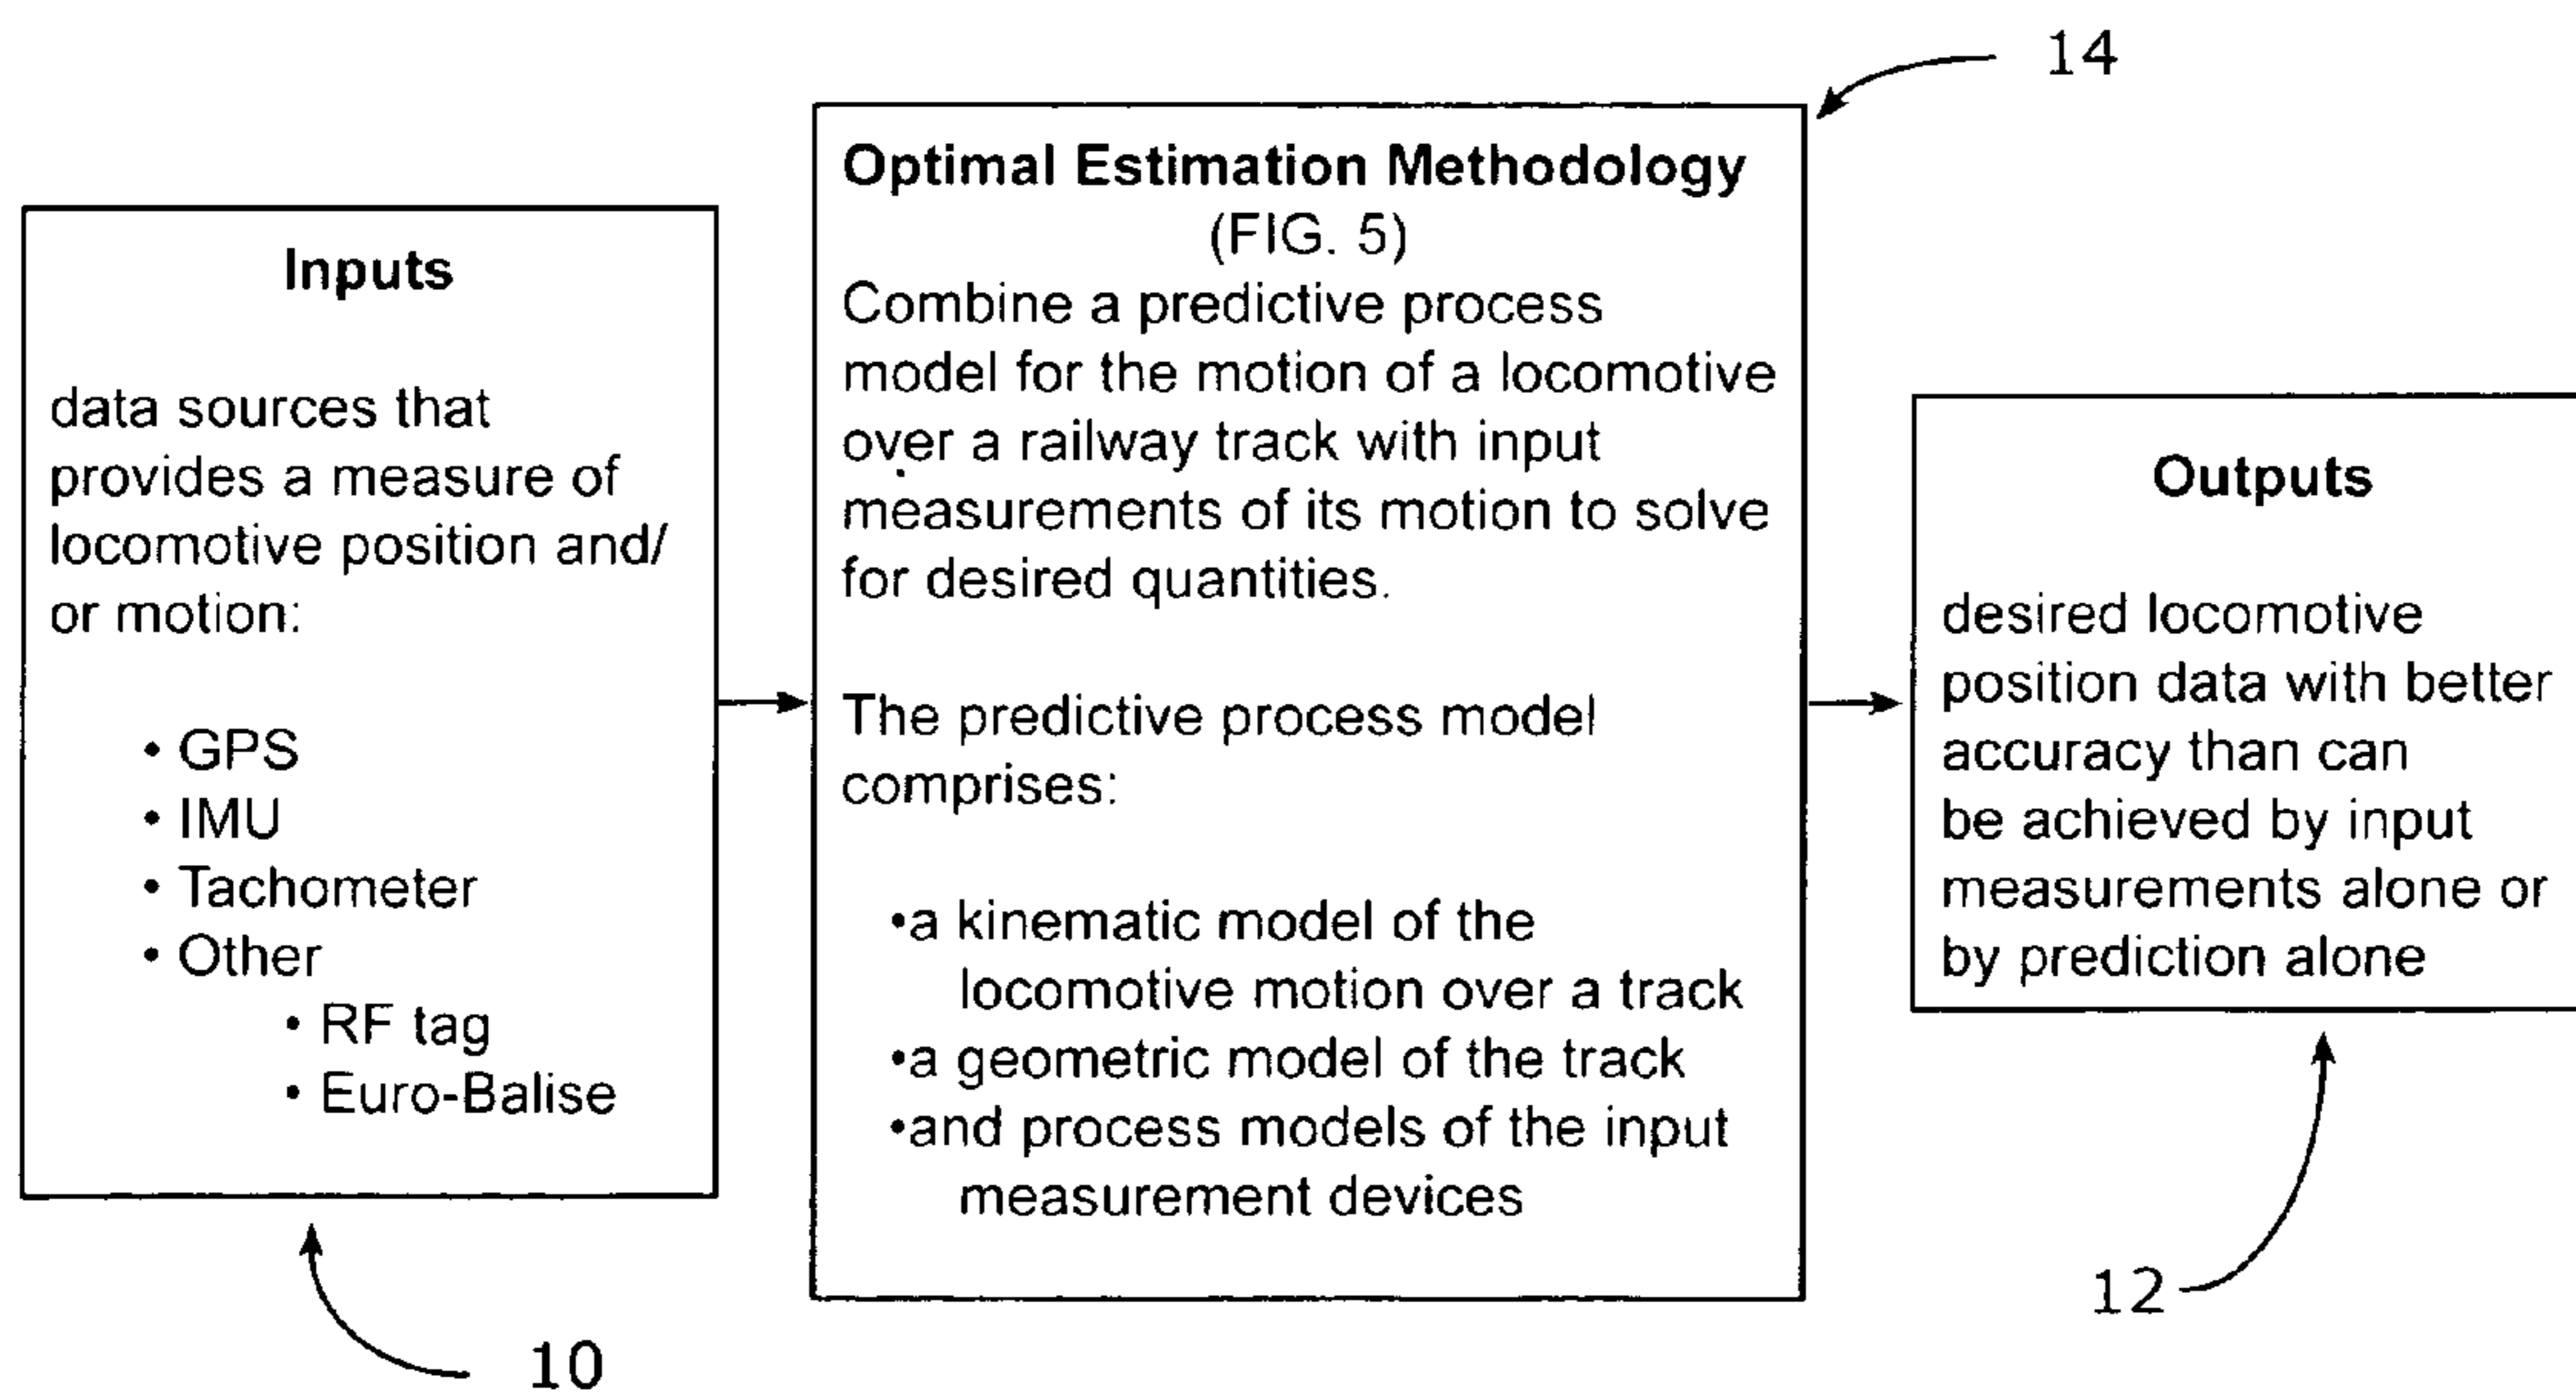 14
Inputs
data sources that
provides a measure of
locomotive position and/
or motion:
• GPS
• IMU
• Tachometer
• Other
• RF tag
• Euro-Balise
10
Optimal Estimation Methodology
(FIG. 5)
Combine a predictive process
model for the motion of a locomotive
over a railway track with input
measurements of its motion to solve
for desired quantities.
The predictive process model
comprises:
•a kinematic model of the
locomotive motion over a track
•a geometric model of the track
•and process models of the input
measurement devices
Outputs
desired locomotive
position data with better
accuracy than can
be achieved by input
measurements alone or
by prediction alone
12